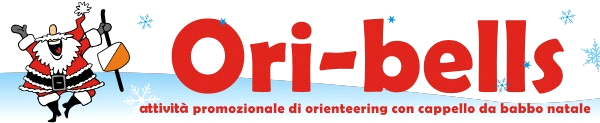 Ori-bells
attività promozionale di orienteering con cappello da babbo natale